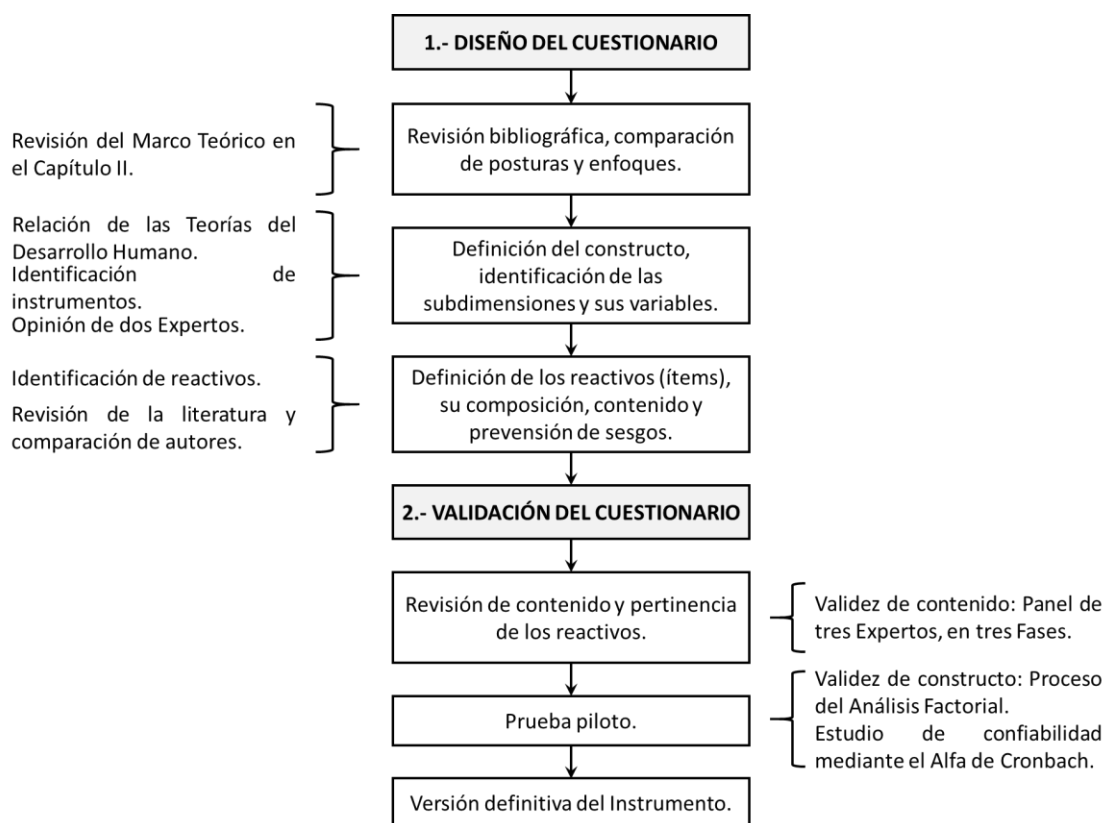 1.- DISEÑO DEL CUESTIONARIO
Revisión del Marco Teórico en
el Capítulo II.
Revisión bibliográfica, comparación
de posturas y enfoques.
Relación de las Teorías del
Desarrollo Humano.
Identificación de
instrumentos.
Opinión de dos Expertos.
Definición del constructo,
identificación de las
subdimensiones y sus variables.
Identificación de reactivos.
Revisión de la literatura y
comparación de autores.
Definición de los reactivos (ítems),
su composición, contenido y
prevención de sesgos.
2.- VALIDACIÓN DEL CUESTIONARIO
Revisión de contenido y pertinencia
de los reactivos.
Validez de contenido: Panel de
tres Expertos, en tres Fases.
Prueba piloto.
Validez de constructo: Proceso
del Análisis Factorial.
Estudio de confiabilidad
mediante el Alfa de Cronbach.
Versión definitiva del Instrumento.